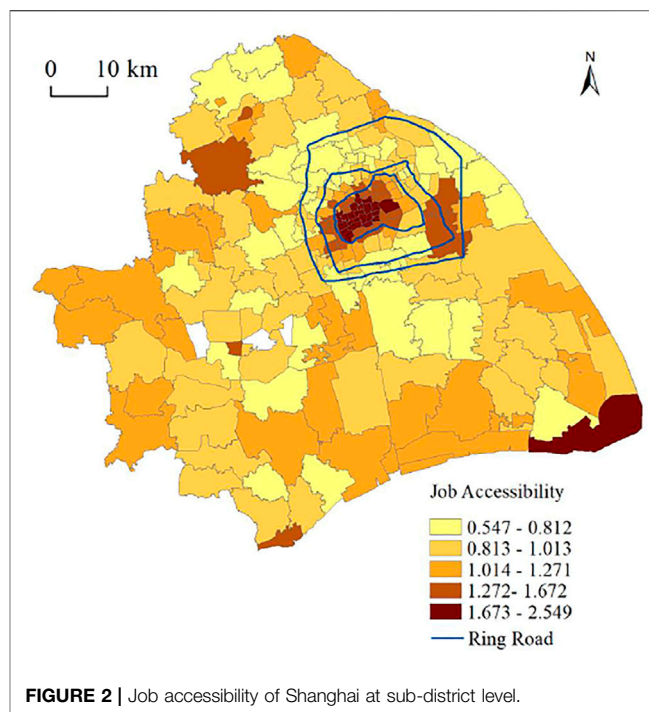 0 10 km
N
Job Accessibility
0.547 - 0.812
0.813 - 1.013
1.014 - 1.271
1.272- 1.672
1.673 - 2.549
Ring Road
FIGURE 2 | Job accessibility of Shanghai at sub-district level.